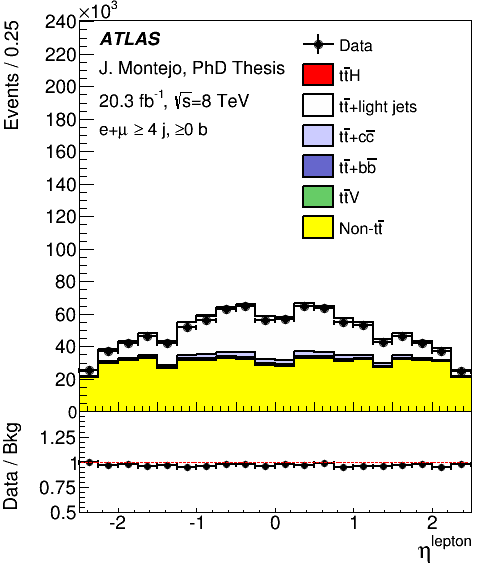 ×10³
Events / 0.25
240
220
200
180
160
140
120
100
80
60
40
20
0
ATLAS
J. Montejo, PhD Thesis
20.3 fb⁻¹, √s=8 TeV
e+μ ≥ 4 j, ≥0 b
Data
tt̄H
tt̄+light jets
tt̄+cc̄
tt̄+bb̄
tt̄V
Non-tt̄
Data / Bkg
1.25
1
0.75
0.5
-2 -1 0 1 2
η^lepton